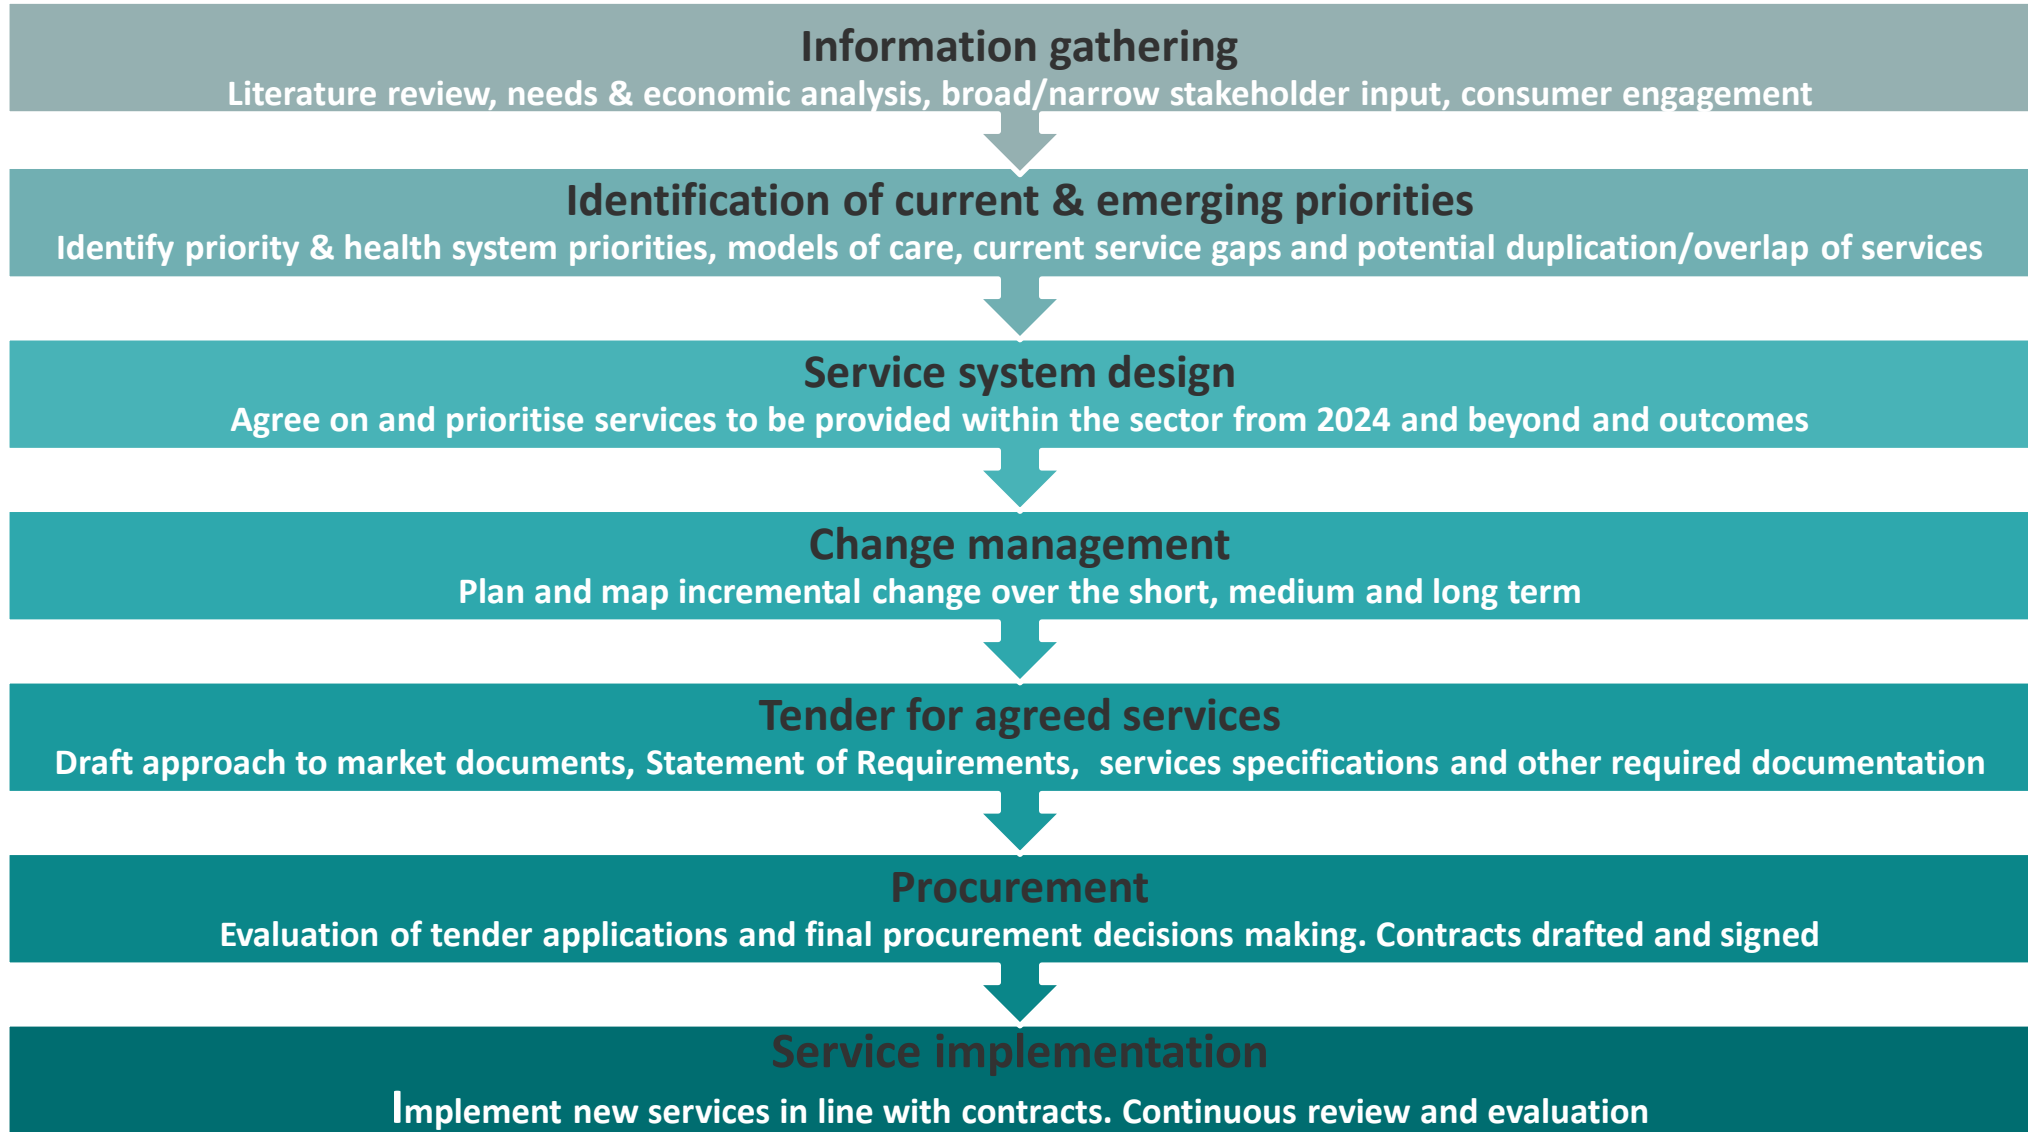 Information gathering
Literature review, needs & economic analysis, broad/narrow stakeholder input, consumer engagement
Identification of current & emerging priorities
Identify priority & health system priorities, models of care, current service gaps and potential duplication/overlap of services
Service system design
Agree on and prioritise services to be provided within the sector from 2024 and beyond and outcomes
Change management
Plan and map incremental change over the short, medium and long term
Tender for agreed services
Draft approach to market documents, Statement of Requirements,  services specifications and other required documentation
Procurement
Evaluation of tender applications and final procurement decisions making. Contracts drafted and signed
Service implementation
Implement new services in line with contracts. Continuous review and evaluation